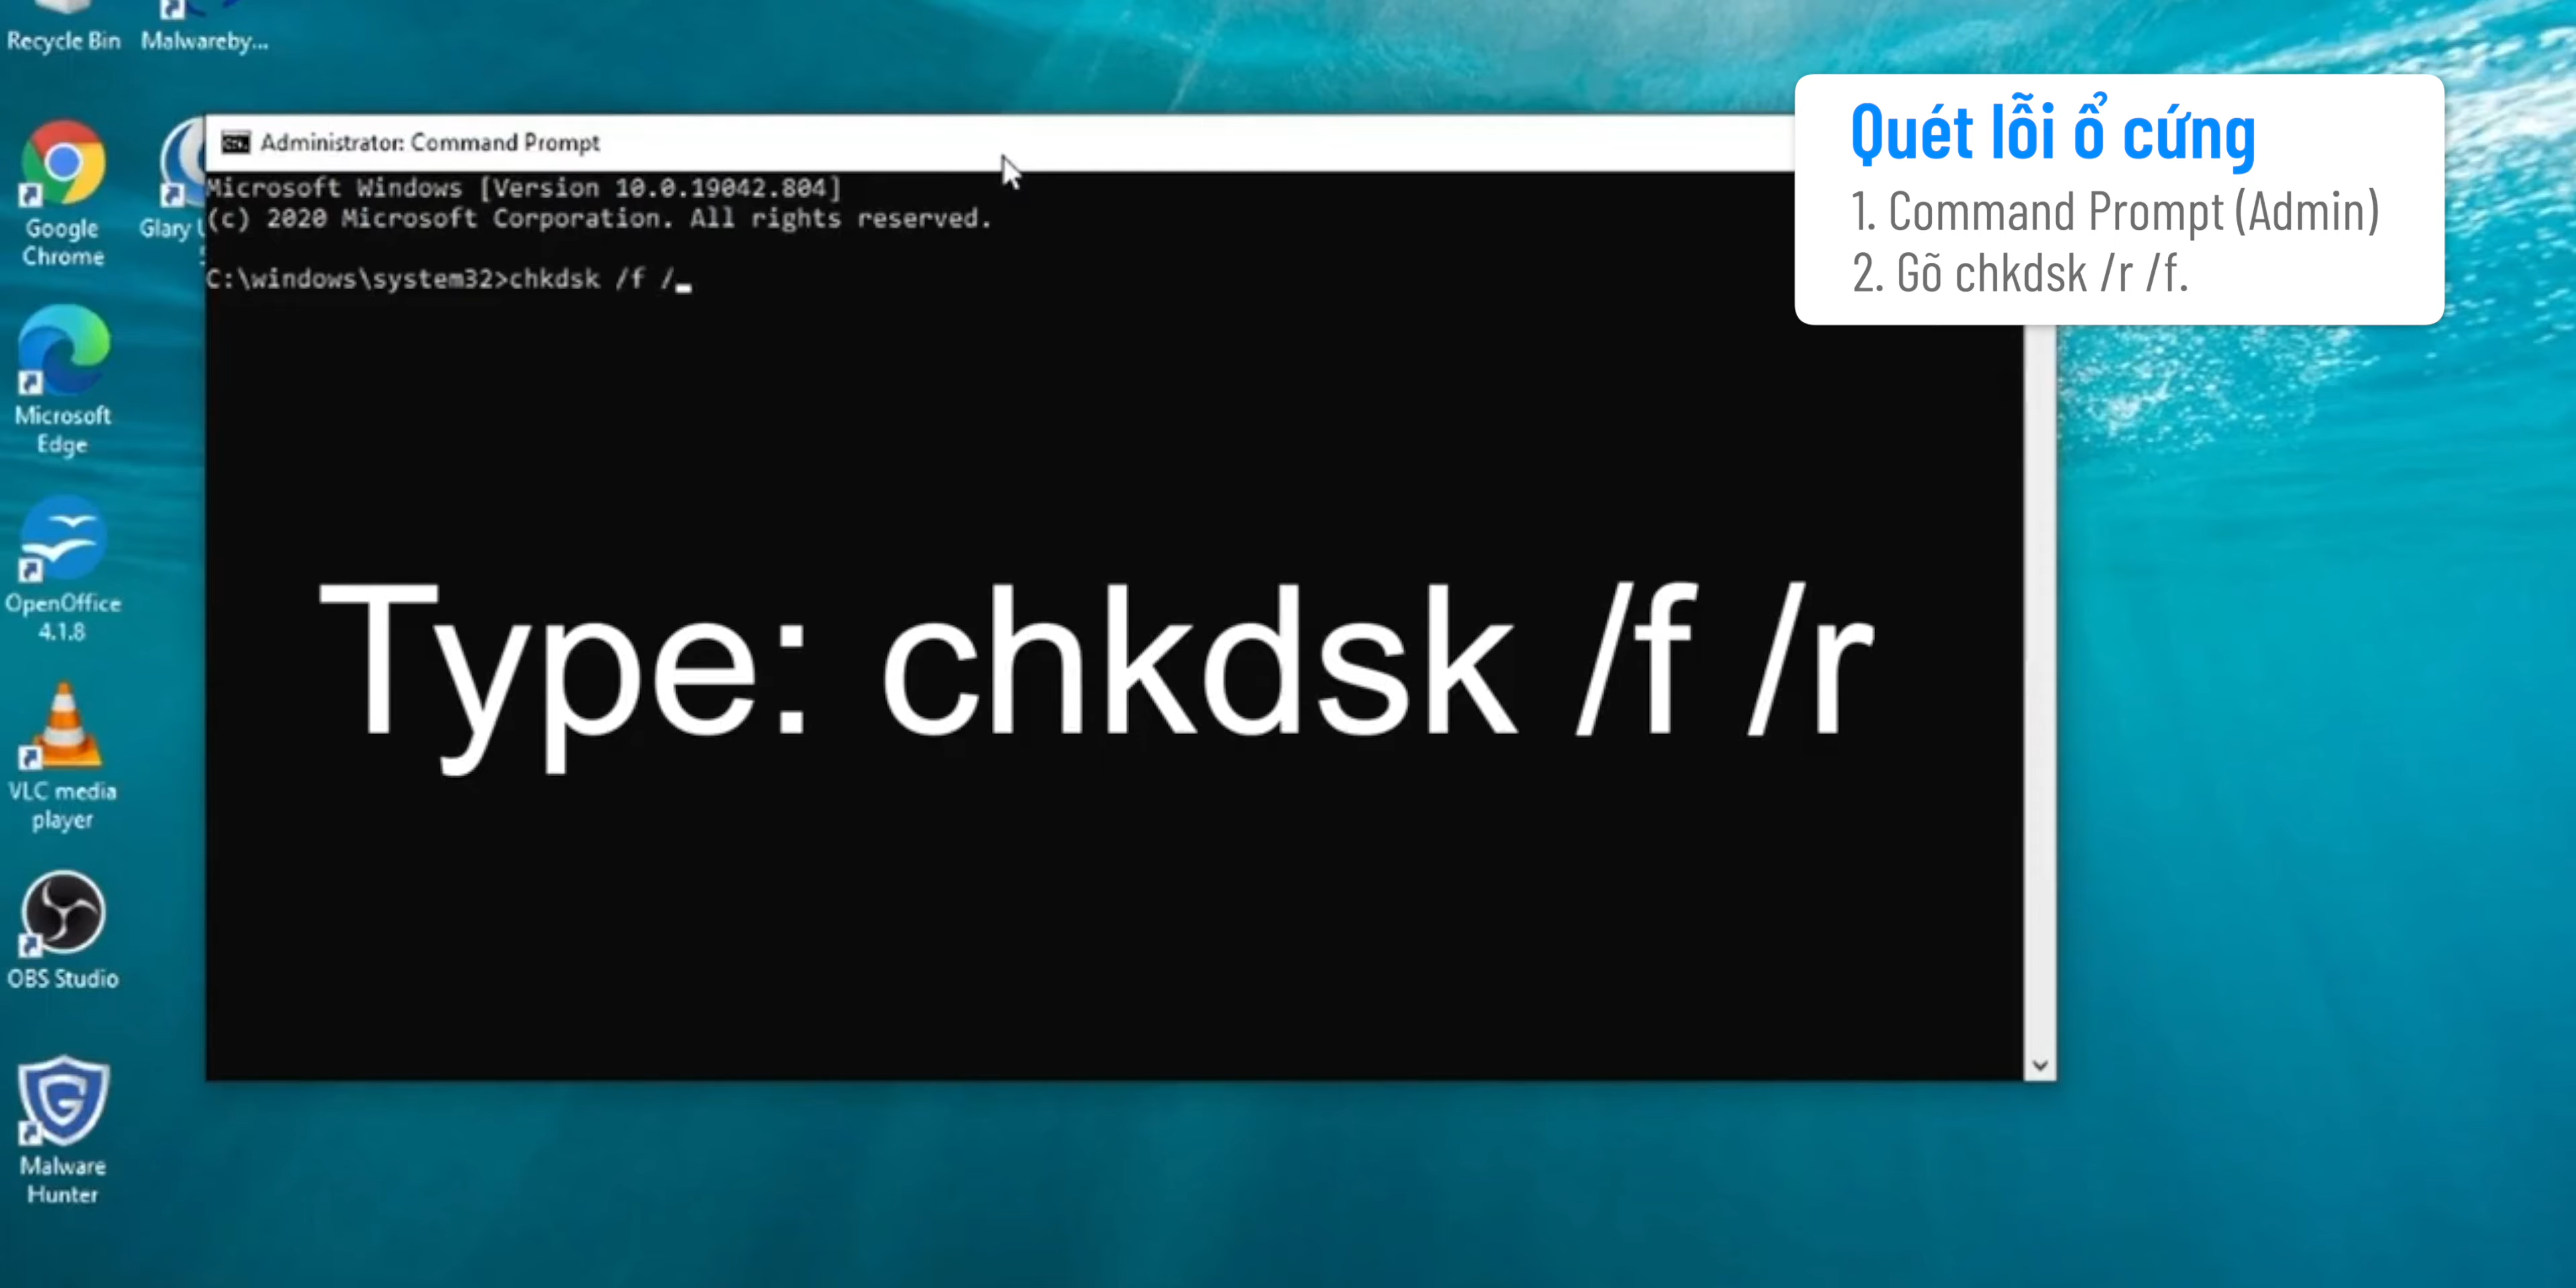 Recycle Bin
Malwareby...
Google
Chrome
Glary
Microsoft
Edge
OpenOffice
4.1.8
VLC media
player
OBS Studio
Malware
Hunter
Administrator: Command Prompt
Microsoft Windows [Version 10.0.19042.804]
(c) 2020 Microsoft Corporation. All rights reserved.
C:\windows\system32>chkdsk /f /
Type: chkdsk /f /r
Quét lỗi ổ cứng
1. Command Prompt (Admin)
2. Gõ chkdsk /r /f.